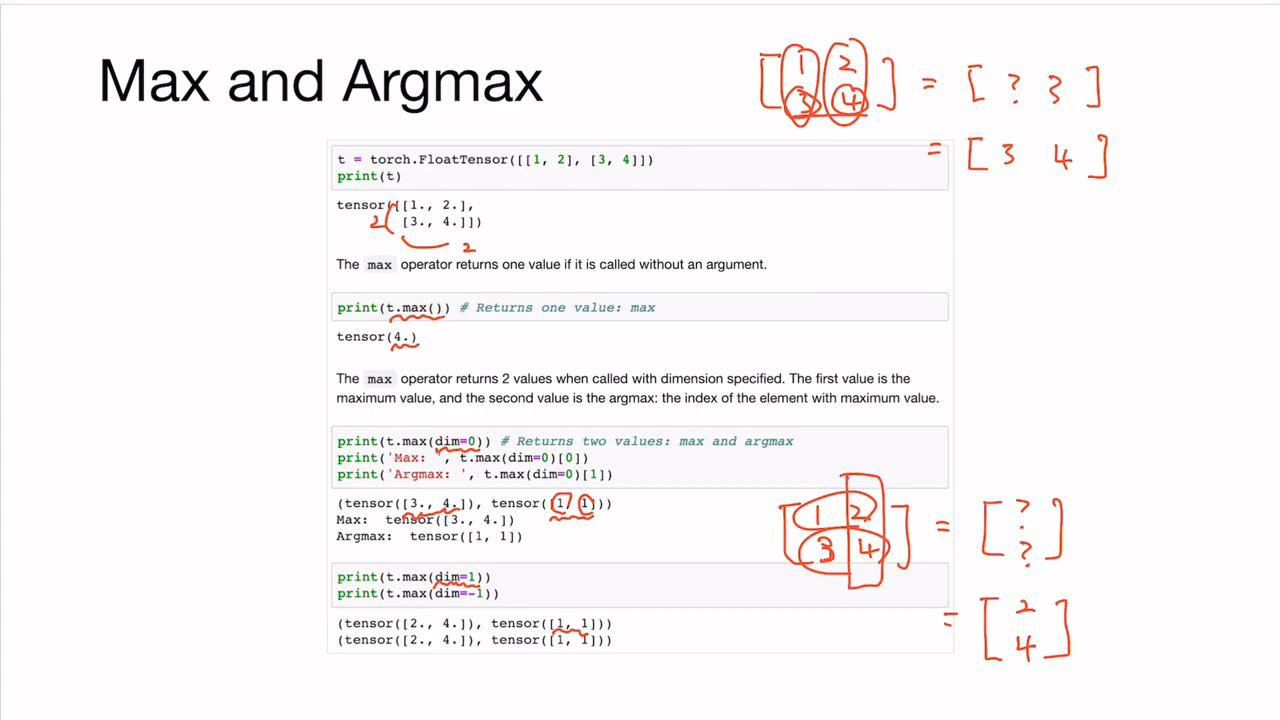 Max and Argmax
[ 1 2 ] = [ ? 3 ]
[ 3 4 ]
= [ 3 4 ]
t = torch.FloatTensor([[1, 2], [3, 4]])
print(t)
tensor([[1., 2.],
[3., 4.]])
2
2
The max operator returns one value if it is called without an argument.
print(t.max()) # Returns one value: max
tensor(4.)
The max operator returns 2 values when called with dimension specified. The first value is the
maximum value, and the second value is the argmax: the index of the element with maximum value.
print(t.max(dim=0)) # Returns two values: max and argmax
print('Max: ', t.max(dim=0)[0])
print('Argmax: ', t.max(dim=0)[1])
(tensor([3., 4.]), tensor([1, 1]))
Max:  tensor([3., 4.])
Argmax:  tensor([1, 1])
[ 1 2 ] = [ ? ]
[ 3 4 ] [ ? ]
print(t.max(dim=1))
print(t.max(dim=-1))
(tensor([2., 4.]), tensor([1, 1]))
(tensor([2., 4.]), tensor([1, 1]))
= [ 2 ]
[ 4 ]